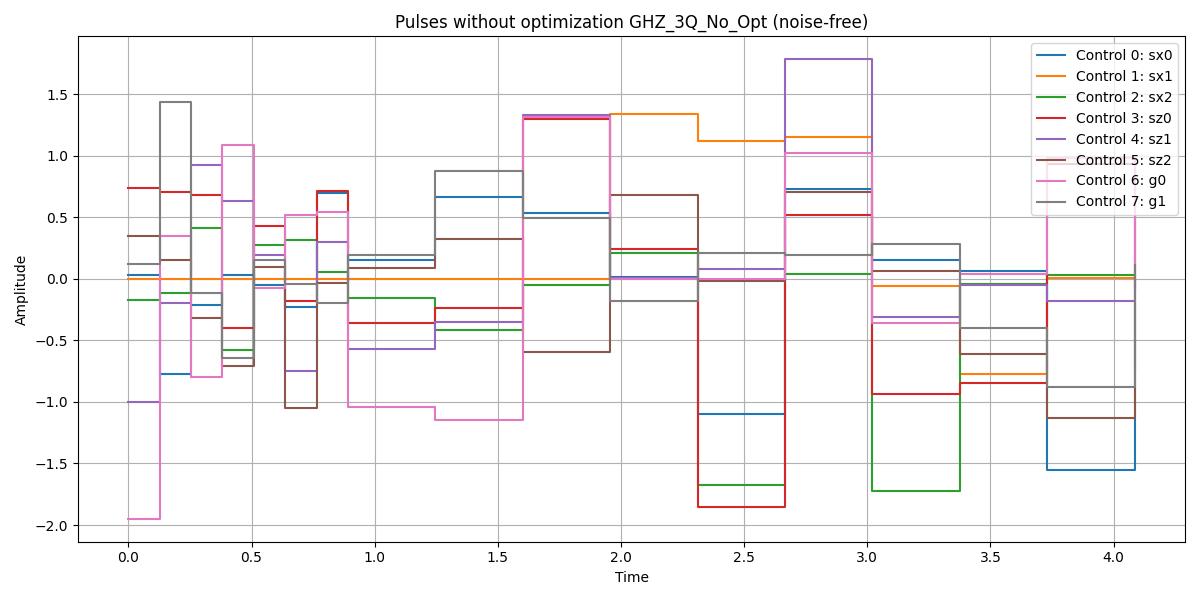 Pulses without optimization GHZ_3Q_No_Opt (noise-free)
Amplitude
1.5
1.0
0.5
0.0
−0.5
−1.0
−1.5
−2.0
Control 0: sx0
Control 1: sx1
Control 2: sx2
Control 3: sz0
Control 4: sz1
Control 5: sz2
Control 6: g0
Control 7: g1
0.0 0.5 1.0 1.5 2.0 2.5 3.0 3.5 4.0
Time